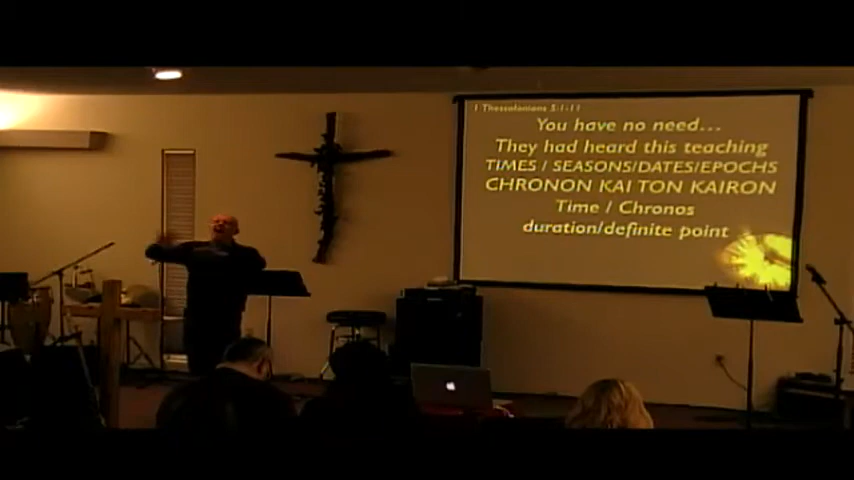 1 Thessalonians 5:1-11
You have no need...
They had heard this teaching
TIMES / SEASONS/DATES/EPOCHS
CHRONON KAI TON KAIRON
Time / Chronos
duration/definite point